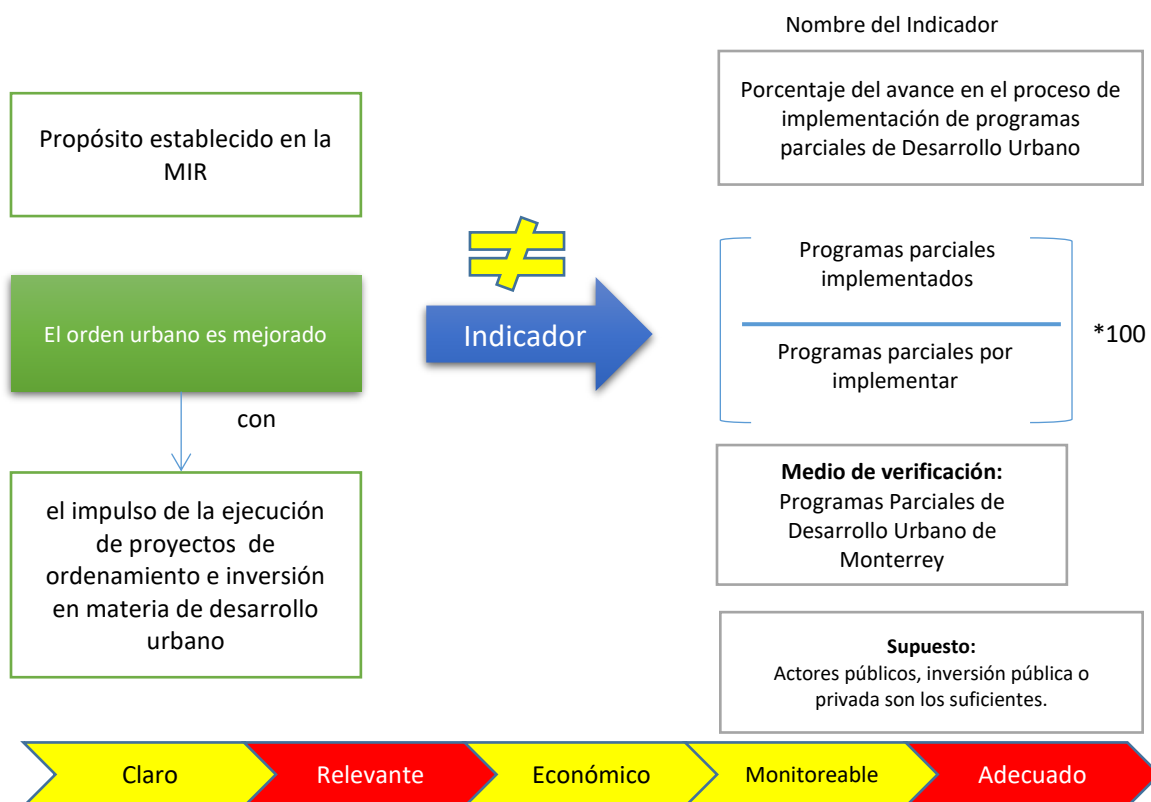 Propósito establecido en la
MIR
El orden urbano es mejorado
con
el impulso de la ejecución
de proyectos de
ordenamiento e inversión
en materia de desarrollo
urbano
≠
Indicador
Nombre del Indicador
Porcentaje del avance en el proceso de
implementación de programas
parciales de Desarrollo Urbano
Programas parciales
implementados
Programas parciales por
implementar
*100
Medio de verificación:
Programas Parciales de
Desarrollo Urbano de
Monterrey
Supuesto:
Actores públicos, inversión pública o
privada son los suficientes.
Claro
Relevante
Económico
Monitoreable
Adecuado